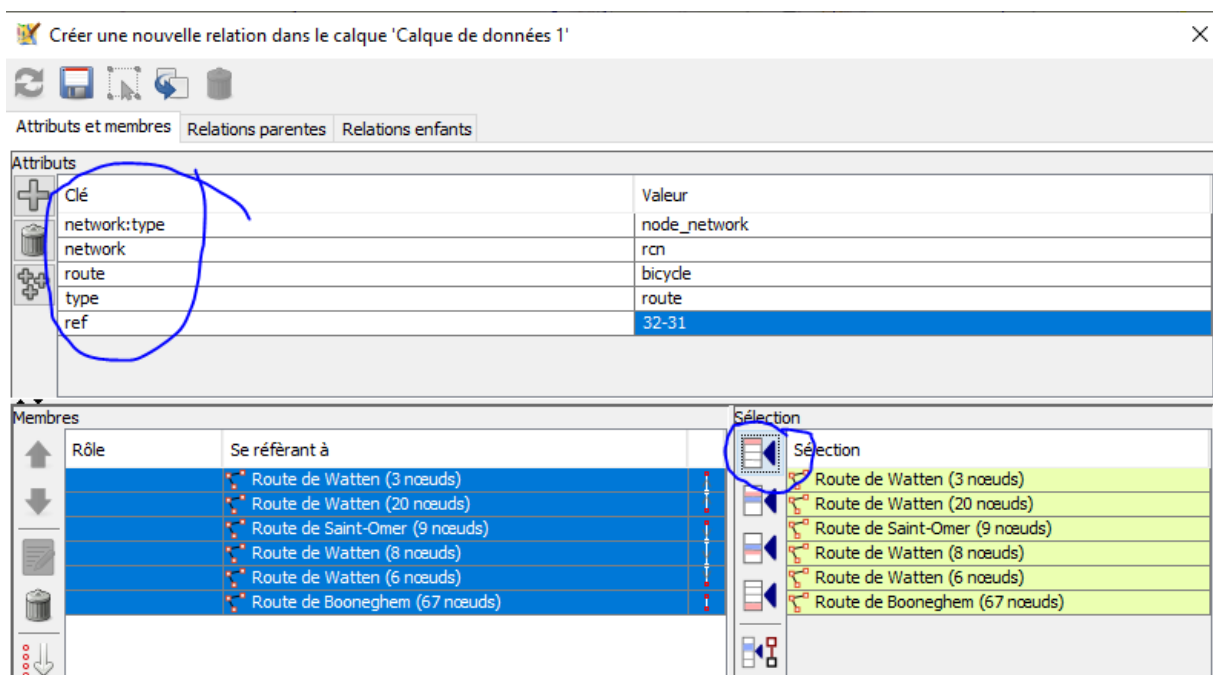 Créer une nouvelle relation dans le calque 'Calque de données 1'
Attributs et membres Relations parentes Relations enfants
Attributs
Clé Valeur
network:type node_network
network rcn
route bicycle
type route
ref 32-31
Membres Sélection
Rôle Se référant à Sélection
Route de Watten (3 nœuds) Route de Watten (3 nœuds)
Route de Watten (20 nœuds) Route de Watten (20 nœuds)
Route de Saint-Omer (9 nœuds) Route de Saint-Omer (9 nœuds)
Route de Watten (8 nœuds) Route de Watten (8 nœuds)
Route de Watten (6 nœuds) Route de Watten (6 nœuds)
Route de Booneghem (67 nœuds) Route de Booneghem (67 nœuds)